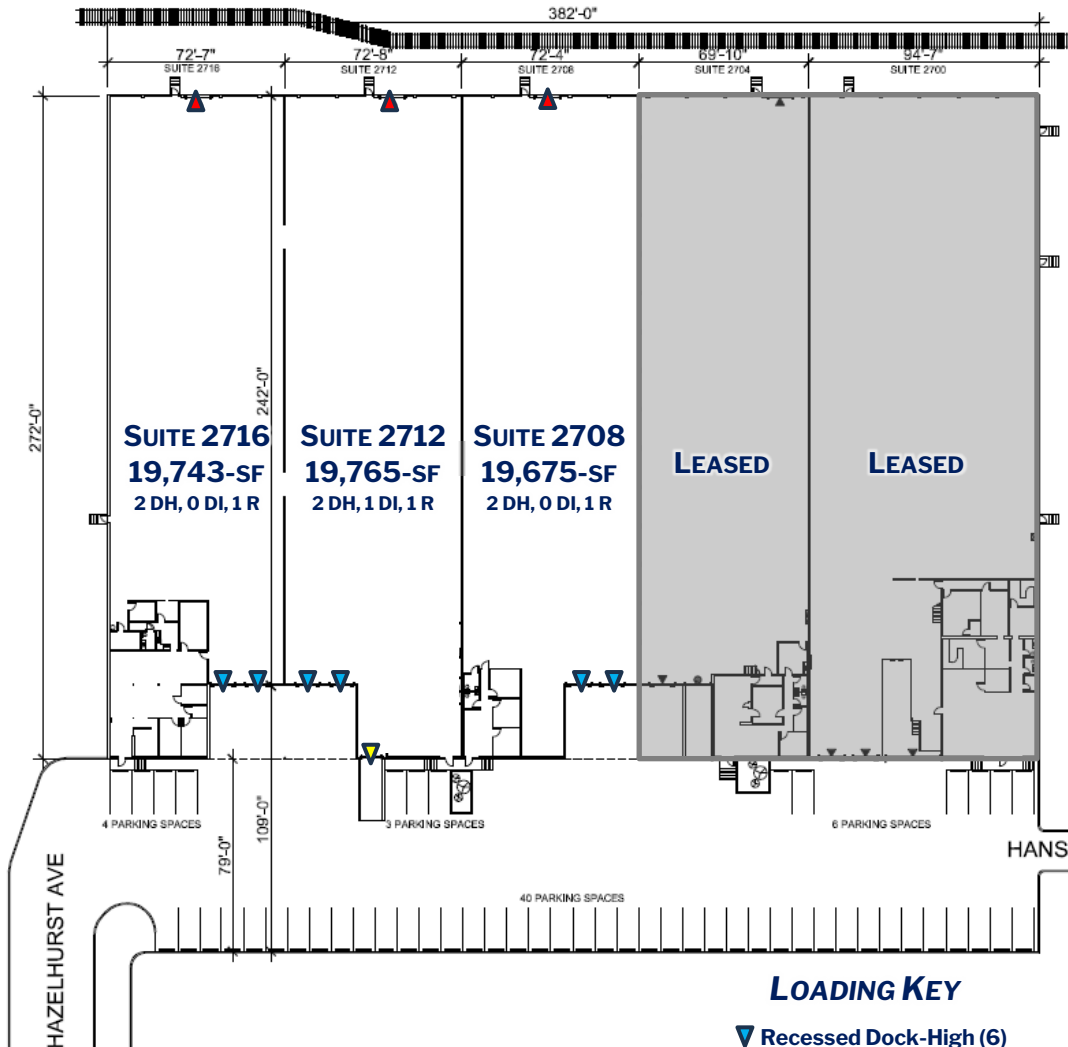 382'-0"
72'-7"
72'-8"
72'-4"
69'-10"
94'-7"
SUITE 2716
SUITE 2712
SUITE 2708
SUITE 2704
SUITE 2700
272'-0"
242'-0"
SUITE 2716
19,743-SF
2 DH, 0 DI, 1 R
SUITE 2712
19,765-SF
2 DH, 1 DI, 1 R
SUITE 2708
19,675-SF
2 DH, 0 DI, 1 R
LEASED
LEASED
4 PARKING SPACES
3 PARKING SPACES
6 PARKING SPACES
79'-0"
109'-0"
HANS
40 PARKING SPACES
HAZELHURST AVE
LOADING KEY
Recessed Dock-High (6)